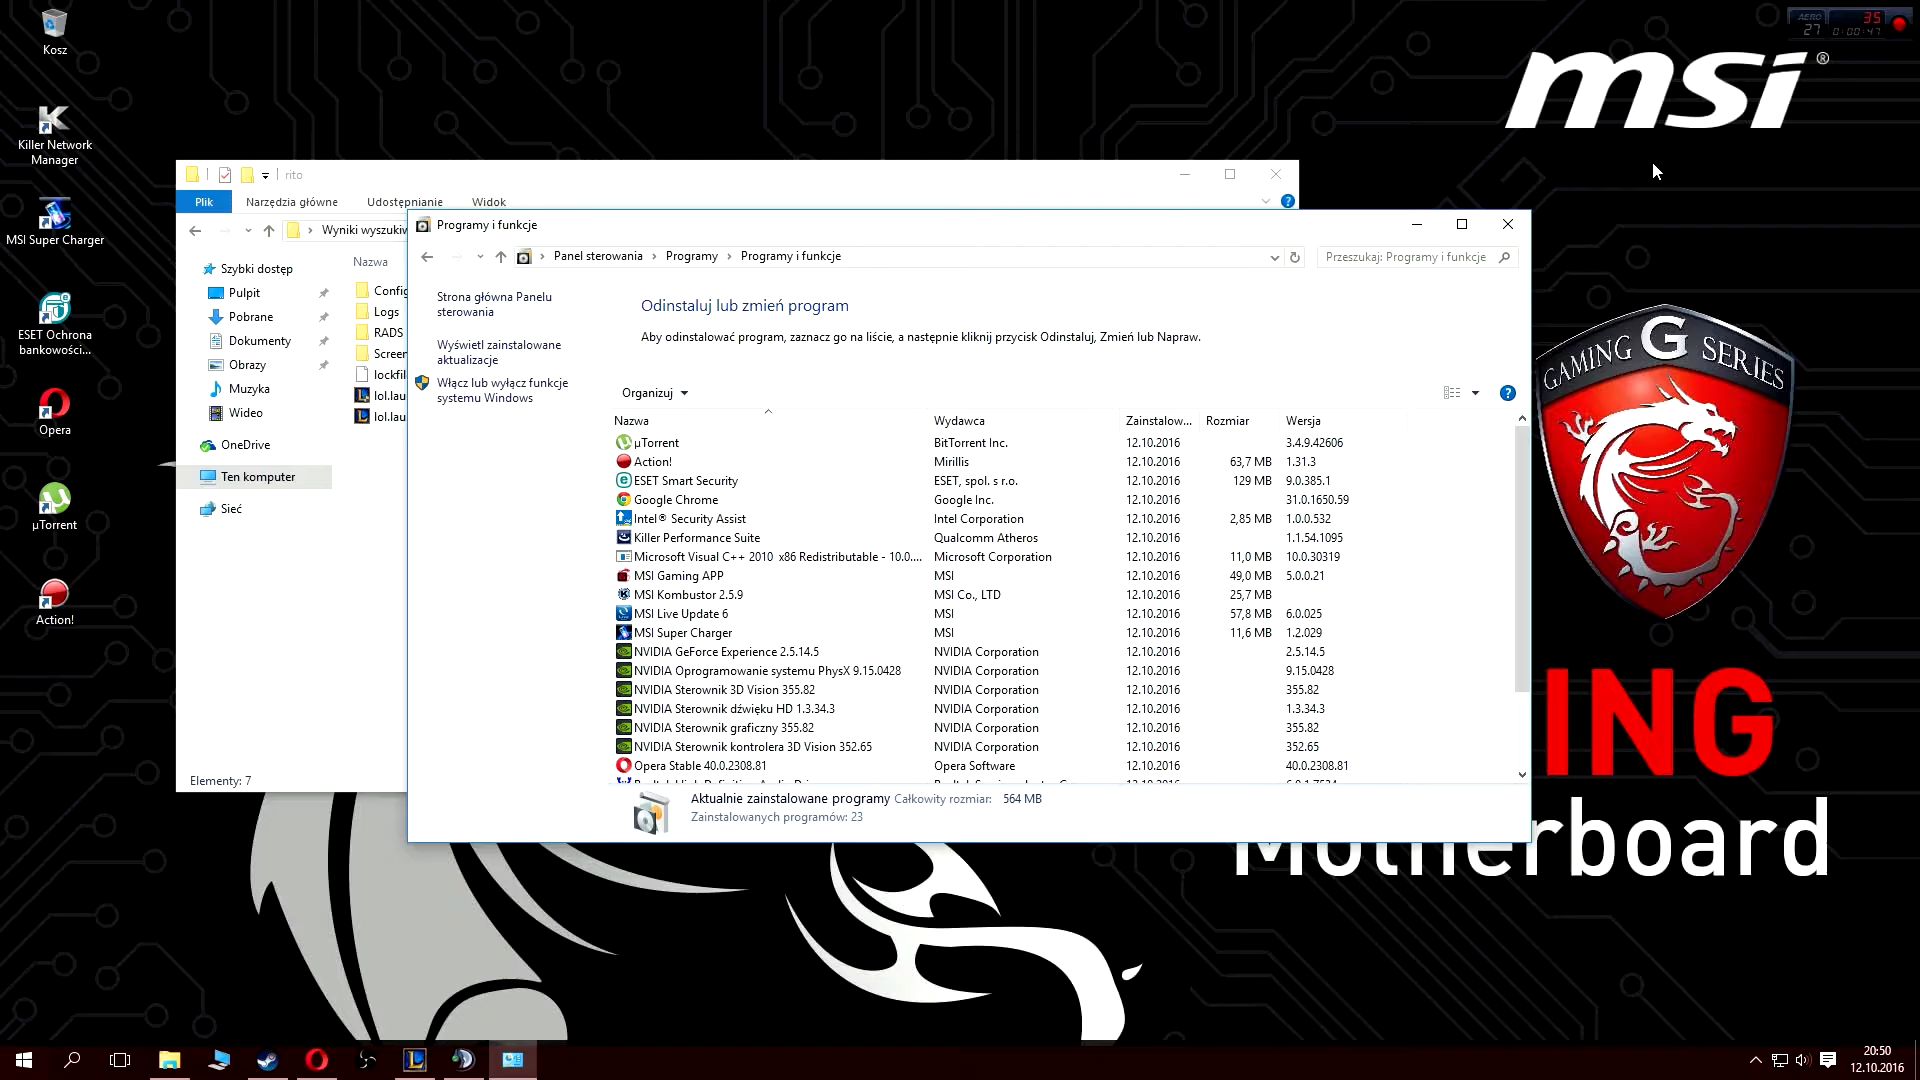 Kosz
Killer Network
Manager
MSI Super Charger
ESET Ochrona
bankowości...
Opera
µTorrent
Action!
AERO
27
35
0:00:47
msi®
GAMING G SERIES
ING
rito
Plik
Narzędzia główne
Udostępnianie
Widok
Szybki dostęp
Pulpit
Pobrane
Dokumenty
Obrazy
Muzyka
Wideo
OneDrive
Ten komputer
Sieć
Nazwa
Logs
RADS
Elementy: 7
Programy i funkcje
Panel sterowania > Programy > Programy i funkcje
Przeszukaj: Programy i funkcje
Strona główna Panelu
sterowania
Wyświetl zainstalowane
aktualizacje
Włącz lub wyłącz funkcje
systemu Windows
Odinstaluj lub zmień program
Aby odinstalować program, zaznacz go na liście, a następnie kliknij przycisk Odinstaluj, Zmień lub Napraw.
Organizuj
Nazwa Wydawca Zainstalow... Rozmiar Wersja
µTorrent BitTorrent Inc. 12.10.2016 3.4.9.42606
Action! Mirillis 12.10.2016 63,7 MB 1.31.3
ESET Smart Security ESET, spol. s r.o. 12.10.2016 129 MB 9.0.385.1
Google Chrome Google Inc. 12.10.2016 31.0.1650.59
Intel® Security Assist Intel Corporation 12.10.2016 2,85 MB 1.0.0.532
Killer Performance Suite Qualcomm Atheros 12.10.2016 1.1.54.1095
Microsoft Visual C++ 2010 x86 Redistributable - 10.0.... Microsoft Corporation 12.10.2016 11,0 MB 10.0.30319
MSI Gaming APP MSI 12.10.2016 49,0 MB 5.0.0.21
MSI Kombustor 2.5.9 MSI Co., LTD 12.10.2016 25,7 MB
MSI Live Update 6 MSI 12.10.2016 57,8 MB 6.0.025
MSI Super Charger MSI 12.10.2016 11,6 MB 1.2.029
NVIDIA GeForce Experience 2.5.14.5 NVIDIA Corporation 12.10.2016 2.5.14.5
NVIDIA Oprogramowanie systemu PhysX 9.15.0428 NVIDIA Corporation 12.10.2016 9.15.0428
NVIDIA Sterownik 3D Vision 355.82 NVIDIA Corporation 12.10.2016 355.82
NVIDIA Sterownik dźwięku HD 1.3.34.3 NVIDIA Corporation 12.10.2016 1.3.34.3
NVIDIA Sterownik graficzny 355.82 NVIDIA Corporation 12.10.2016 355.82
NVIDIA Sterownik kontrolera 3D Vision 352.65 NVIDIA Corporation 12.10.2016 352.65
Opera Stable 40.0.2308.81 Opera Software 12.10.2016 40.0.2308.81
Aktualnie zainstalowane programy Całkowity rozmiar: 564 MB
Zainstalowanych programów: 23
20:50
12.10.2016